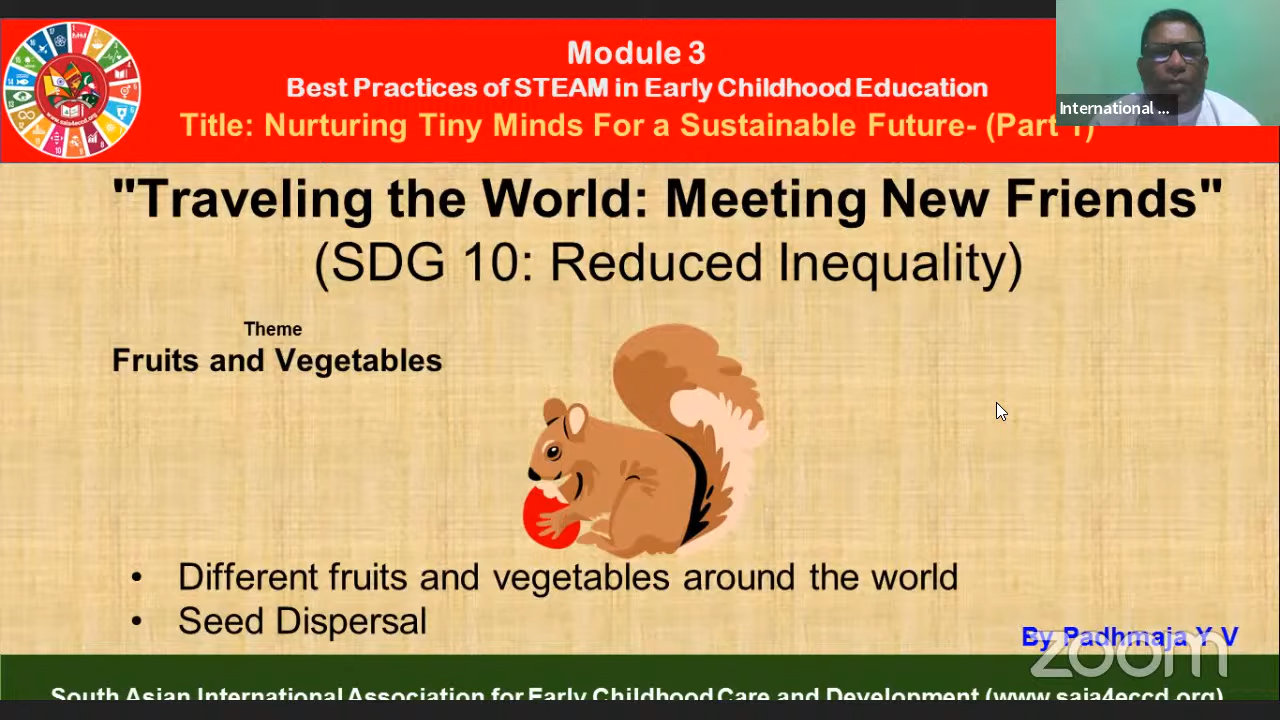 Module 3
Best Practices of STEAM in Early Childhood Education
Title: Nurturing Tiny Minds For a Sustainable Future- (Part 1)
International ...
www.saia4eccd.org
"Traveling the World: Meeting New Friends"
(SDG 10: Reduced Inequality)
Theme
Fruits and Vegetables
• Different fruits and vegetables around the world
• Seed Dispersal
By Padhmaja Y V
zoom
South Asian International Association for Early Childhood Care and Development (www.saia4eccd.org)